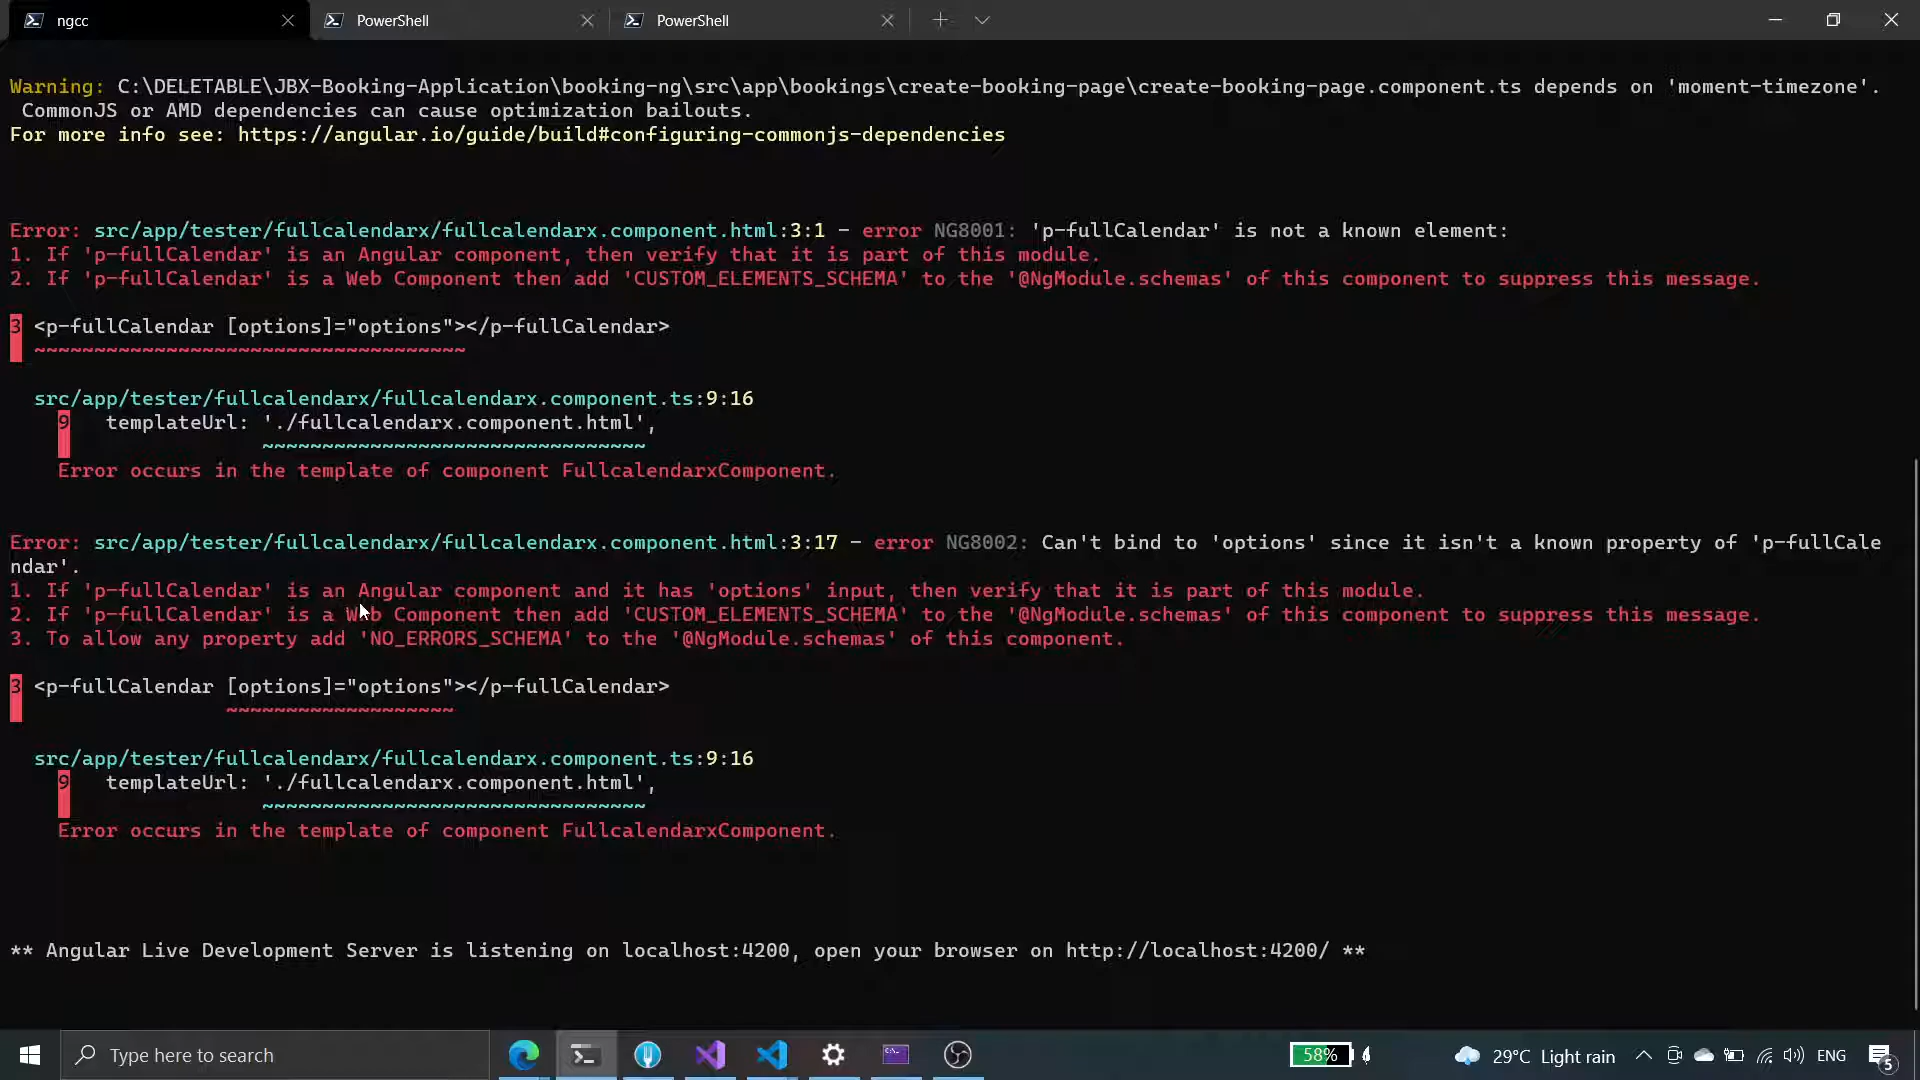 ngcc
PowerShell
PowerShell
Warning: C:\DELETABLE\JBX-Booking-Application\booking-ng\src\app\bookings\create-booking-page\create-booking-page.component.ts depends on 'moment-timezone'.
CommonJS or AMD dependencies can cause optimization bailouts.
For more info see: https://angular.io/guide/build#configuring-commonjs-dependencies
Error: src/app/tester/fullcalendarx/fullcalendarx.component.html:3:1 - error NG8001: 'p-fullCalendar' is not a known element:
1. If 'p-fullCalendar' is an Angular component, then verify that it is part of this module.
2. If 'p-fullCalendar' is a Web Component then add 'CUSTOM_ELEMENTS_SCHEMA' to the '@NgModule.schemas' of this component to suppress this message.
3 <p-fullCalendar [options]="options"></p-fullCalendar>
~~~~~~~~~~~~~~~~~~~~~~~~~~~~~~~~~~~~
src/app/tester/fullcalendarx/fullcalendarx.component.ts:9:16
9   templateUrl: './fullcalendarx.component.html',
~~~~~~~~~~~~~~~~~~~~~~~~~~~~~~~~
Error occurs in the template of component FullcalendarxComponent.
Error: src/app/tester/fullcalendarx/fullcalendarx.component.html:3:17 - error NG8002: Can't bind to 'options' since it isn't a known property of 'p-fullCale
ndar'.
1. If 'p-fullCalendar' is an Angular component and it has 'options' input, then verify that it is part of this module.
2. If 'p-fullCalendar' is a Web Component then add 'CUSTOM_ELEMENTS_SCHEMA' to the '@NgModule.schemas' of this component to suppress this message.
3. To allow any property add 'NO_ERRORS_SCHEMA' to the '@NgModule.schemas' of this component.
3 <p-fullCalendar [options]="options"></p-fullCalendar>
~~~~~~~~~~~~~~~~~~~
src/app/tester/fullcalendarx/fullcalendarx.component.ts:9:16
9   templateUrl: './fullcalendarx.component.html',
~~~~~~~~~~~~~~~~~~~~~~~~~~~~~~~~
Error occurs in the template of component FullcalendarxComponent.
** Angular Live Development Server is listening on localhost:4200, open your browser on http://localhost:4200/ **
Type here to search
58%
29°C Light rain
ENG
5